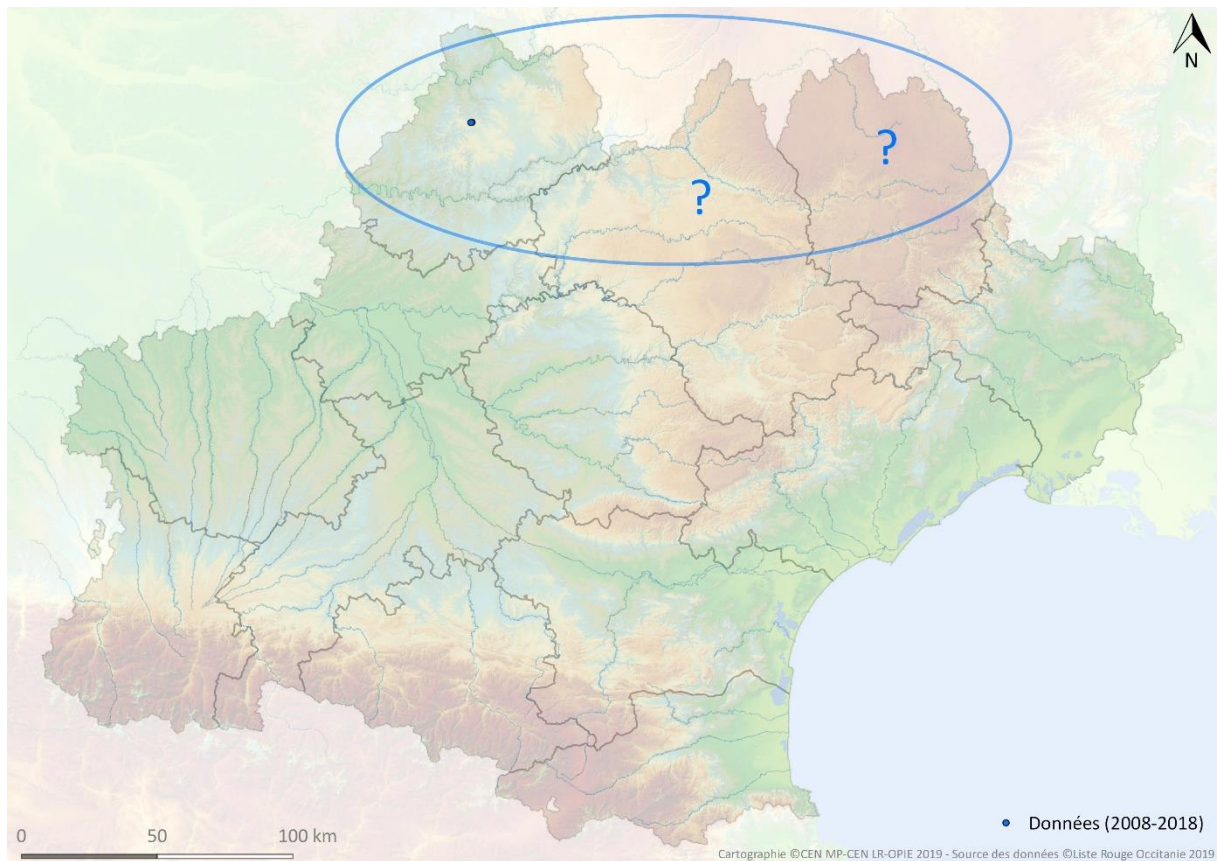 N
?
?
0 50 100 km
Données (2008-2018)
Cartographie ©CEN MP-CEN LR-OPIE 2019 - Source des données ©Liste Rouge Occitanie 2019